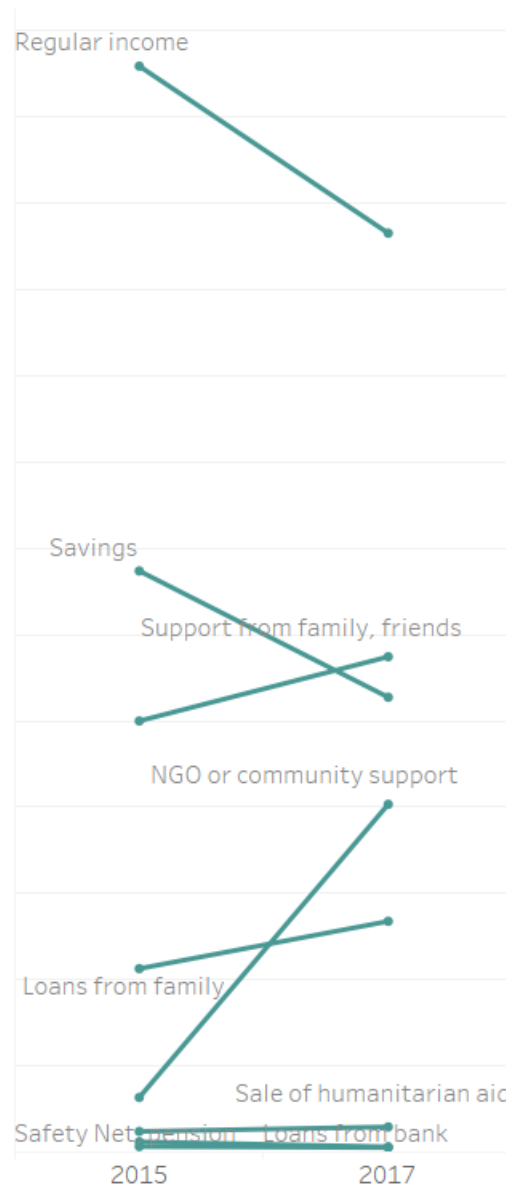 Regular income
Savings
Support from family, friends
NGO or community support
Loans from family
Sale of humanitarian aid
Safety Net pension Loans from bank
2015 2017